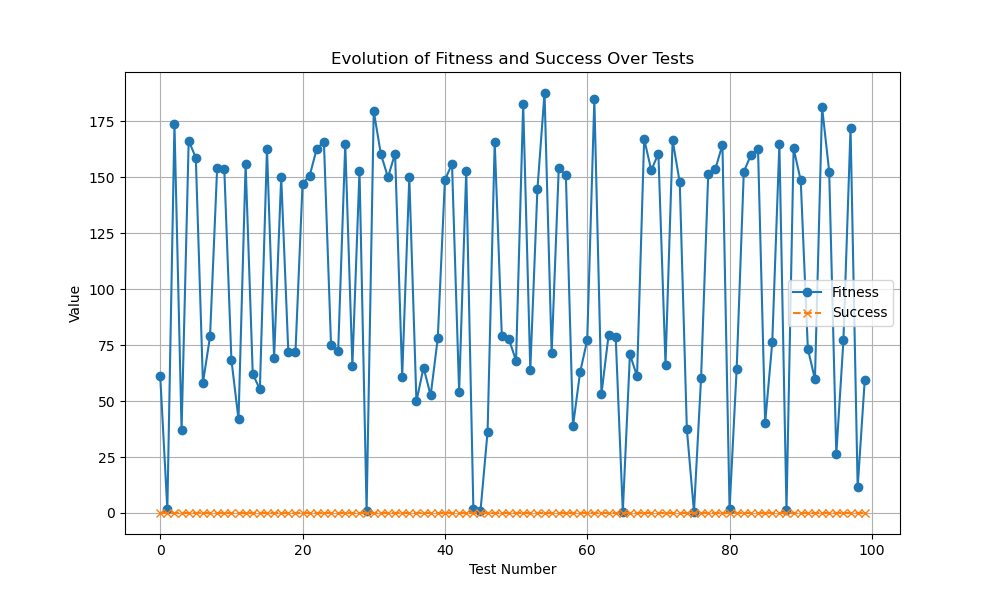 Evolution of Fitness and Success Over Tests
Value
175
150
125
100
75
50
25
0
Fitness
Success
0 20 40 60 80 100
Test Number